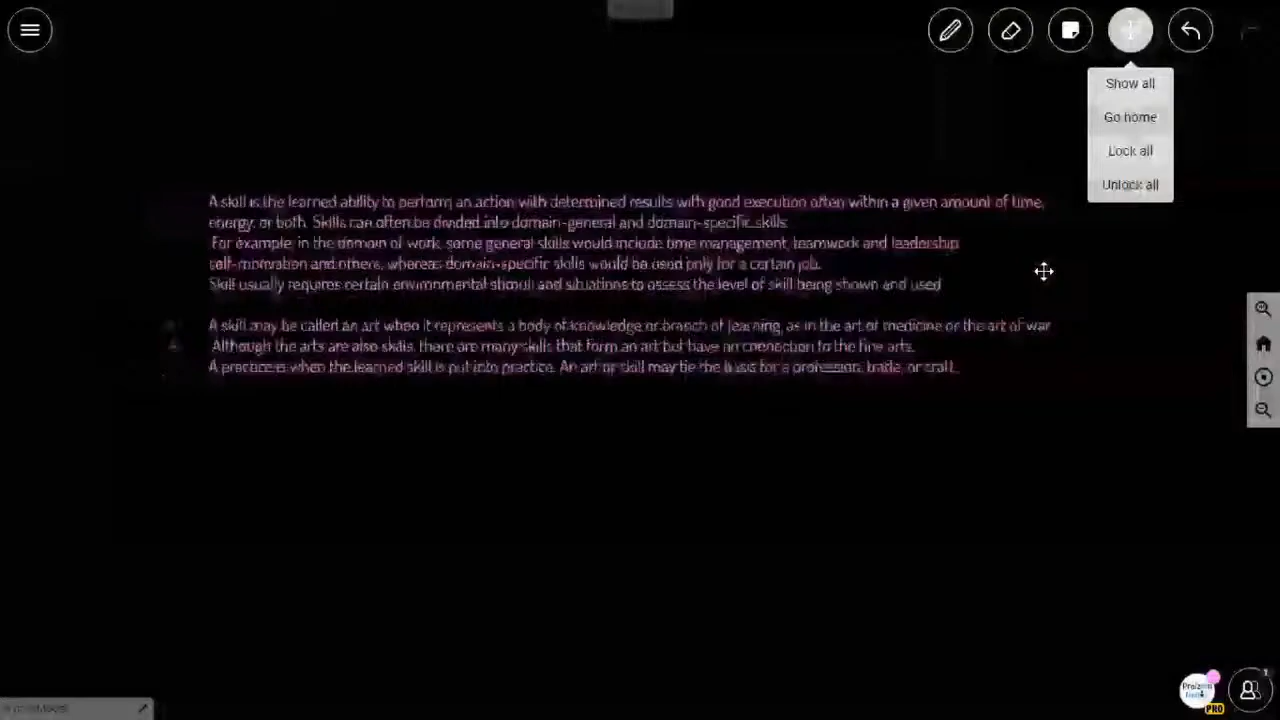 Show all
Go home
Lock all
Unlock all
A skill is the learned ability to perform an action with determined results with good execution often within a given amount of time,
energy, or both. Skills can often be divided into domain-general and domain-specific skills.
For example, in the domain of work, some general skills would include time management, teamwork and leadership
self-motivation and others, whereas domain-specific skills would be used only for a certain job.
Skill usually requires certain environmental stimuli and situations to assess the level of skill being shown and used
A skill may be called an art when it represents a body of knowledge or branch of learning, as in the art of medicine or the art of war
Although the arts are also skills, there are many skills that form an art but have no connection to the fine arts.
A practice is when the learned skill is put into practice. An art or skill may be the basis for a profession, trade, or craft.
1
PRO